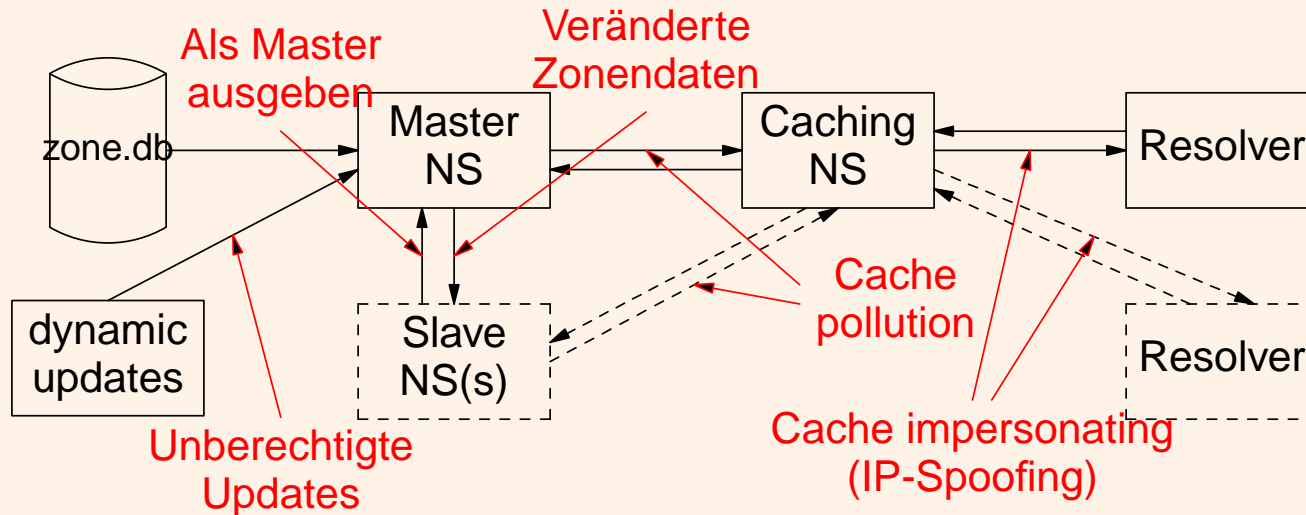 Als Master
ausgeben
Veränderte
Zonendaten
zone.db
Master
NS
Caching
NS
Resolver
dynamic
updates
Slave
NS(s)
Cache
pollution
Resolver
Unberechtigte
Updates
Cache impersonating
(IP-Spoofing)